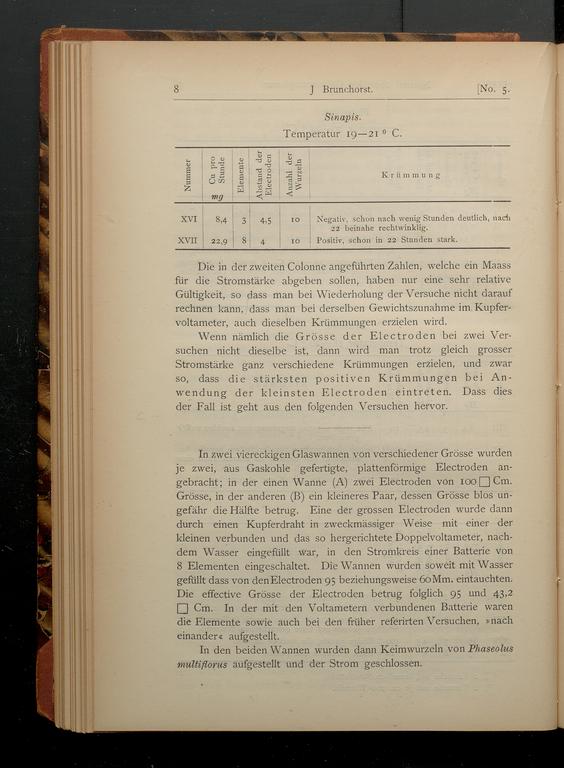 8 J Brunchorst. [No. 5.
Sinapis.
Temperatur 19—21° C.
Nummer Cu pro Stunde Elemente Abstand der Electroden Anzahl der Wurzeln Krümmung
mg
XVI 8,4 3 4,5 10 Negativ, schon nach wenig Stunden deutlich, nach
22 beinahe rechtwinklig.
XVII 22,9 8 4 10 Positiv, schon in 22 Stunden stark.
Die in der zweiten Colonne angeführten Zahlen, welche ein Maass
für die Stromstärke abgeben sollen, haben nur eine sehr relative
Gültigkeit, so dass man bei Wiederholung der Versuche nicht darauf
rechnen kann, dass man bei derselben Gewichtszunahme im Kupfer-
voltameter, auch dieselben Krümmungen erzielen wird.
Wenn nämlich die Grösse der Electroden bei zwei Ver-
suchen nicht dieselbe ist, dann wird man trotz gleich grosser
Stromstärke ganz verschiedene Krümmungen erzielen, und zwar
so, dass die stärksten positiven Krümmungen bei An-
wendung der kleinsten Electroden eintreten. Dass dies
der Fall ist geht aus den folgenden Versuchen hervor.
In zwei viereckigen Glaswannen von verschiedener Grösse wurden
je zwei, aus Gaskohle gefertigte, plattenförmige Electroden an-
gebracht; in der einen Wanne (A) zwei Electroden von 100 □ Cm.
Grösse, in der anderen (B) ein kleineres Paar, dessen Grösse blos un-
gefähr die Hälfte betrug. Eine der grossen Electroden wurde dann
durch einen Kupferdraht in zweckmässiger Weise mit einer der
kleinen verbunden und das so hergerichtete Doppelvoltameter, nach-
dem Wasser eingefüllt war, in den Stromkreis einer Batterie von
8 Elementen eingeschaltet. Die Wannen wurden soweit mit Wasser
gefüllt dass von den Electroden 95 beziehungsweise 60 Mm. eintauchten.
Die effective Grösse der Electroden betrug folglich 95 und 43,2
□ Cm. In der mit den Voltametern verbundenen Batterie waren
die Elemente sowie auch bei den früher referirten Versuchen, »nach
einander« aufgestellt.
In den beiden Wannen wurden dann Keimwurzeln von Phaseolus
multiflorus aufgestellt und der Strom geschlossen.